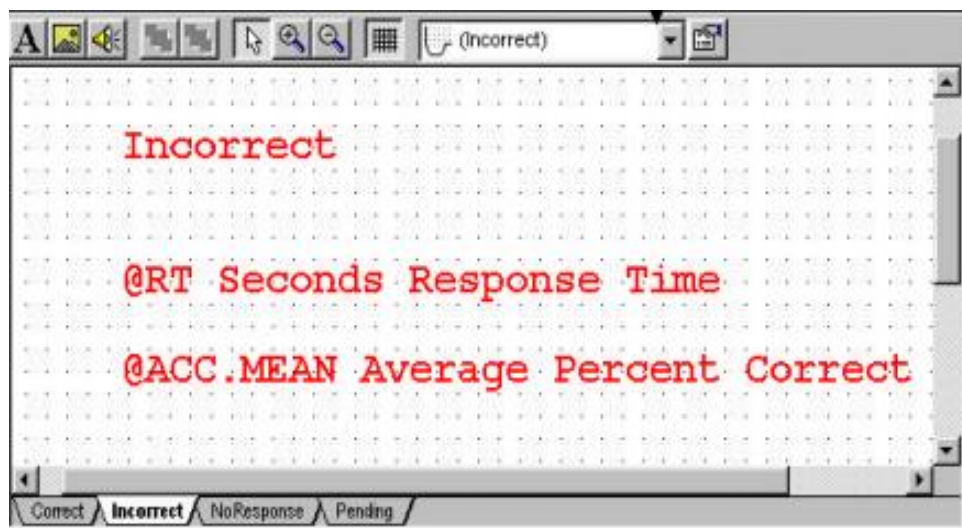 A (Incorrect)
Incorrect
@RT Seconds Response Time
@ACC.MEAN Average Percent Correct
Correct Incorrect NoResponse Pending